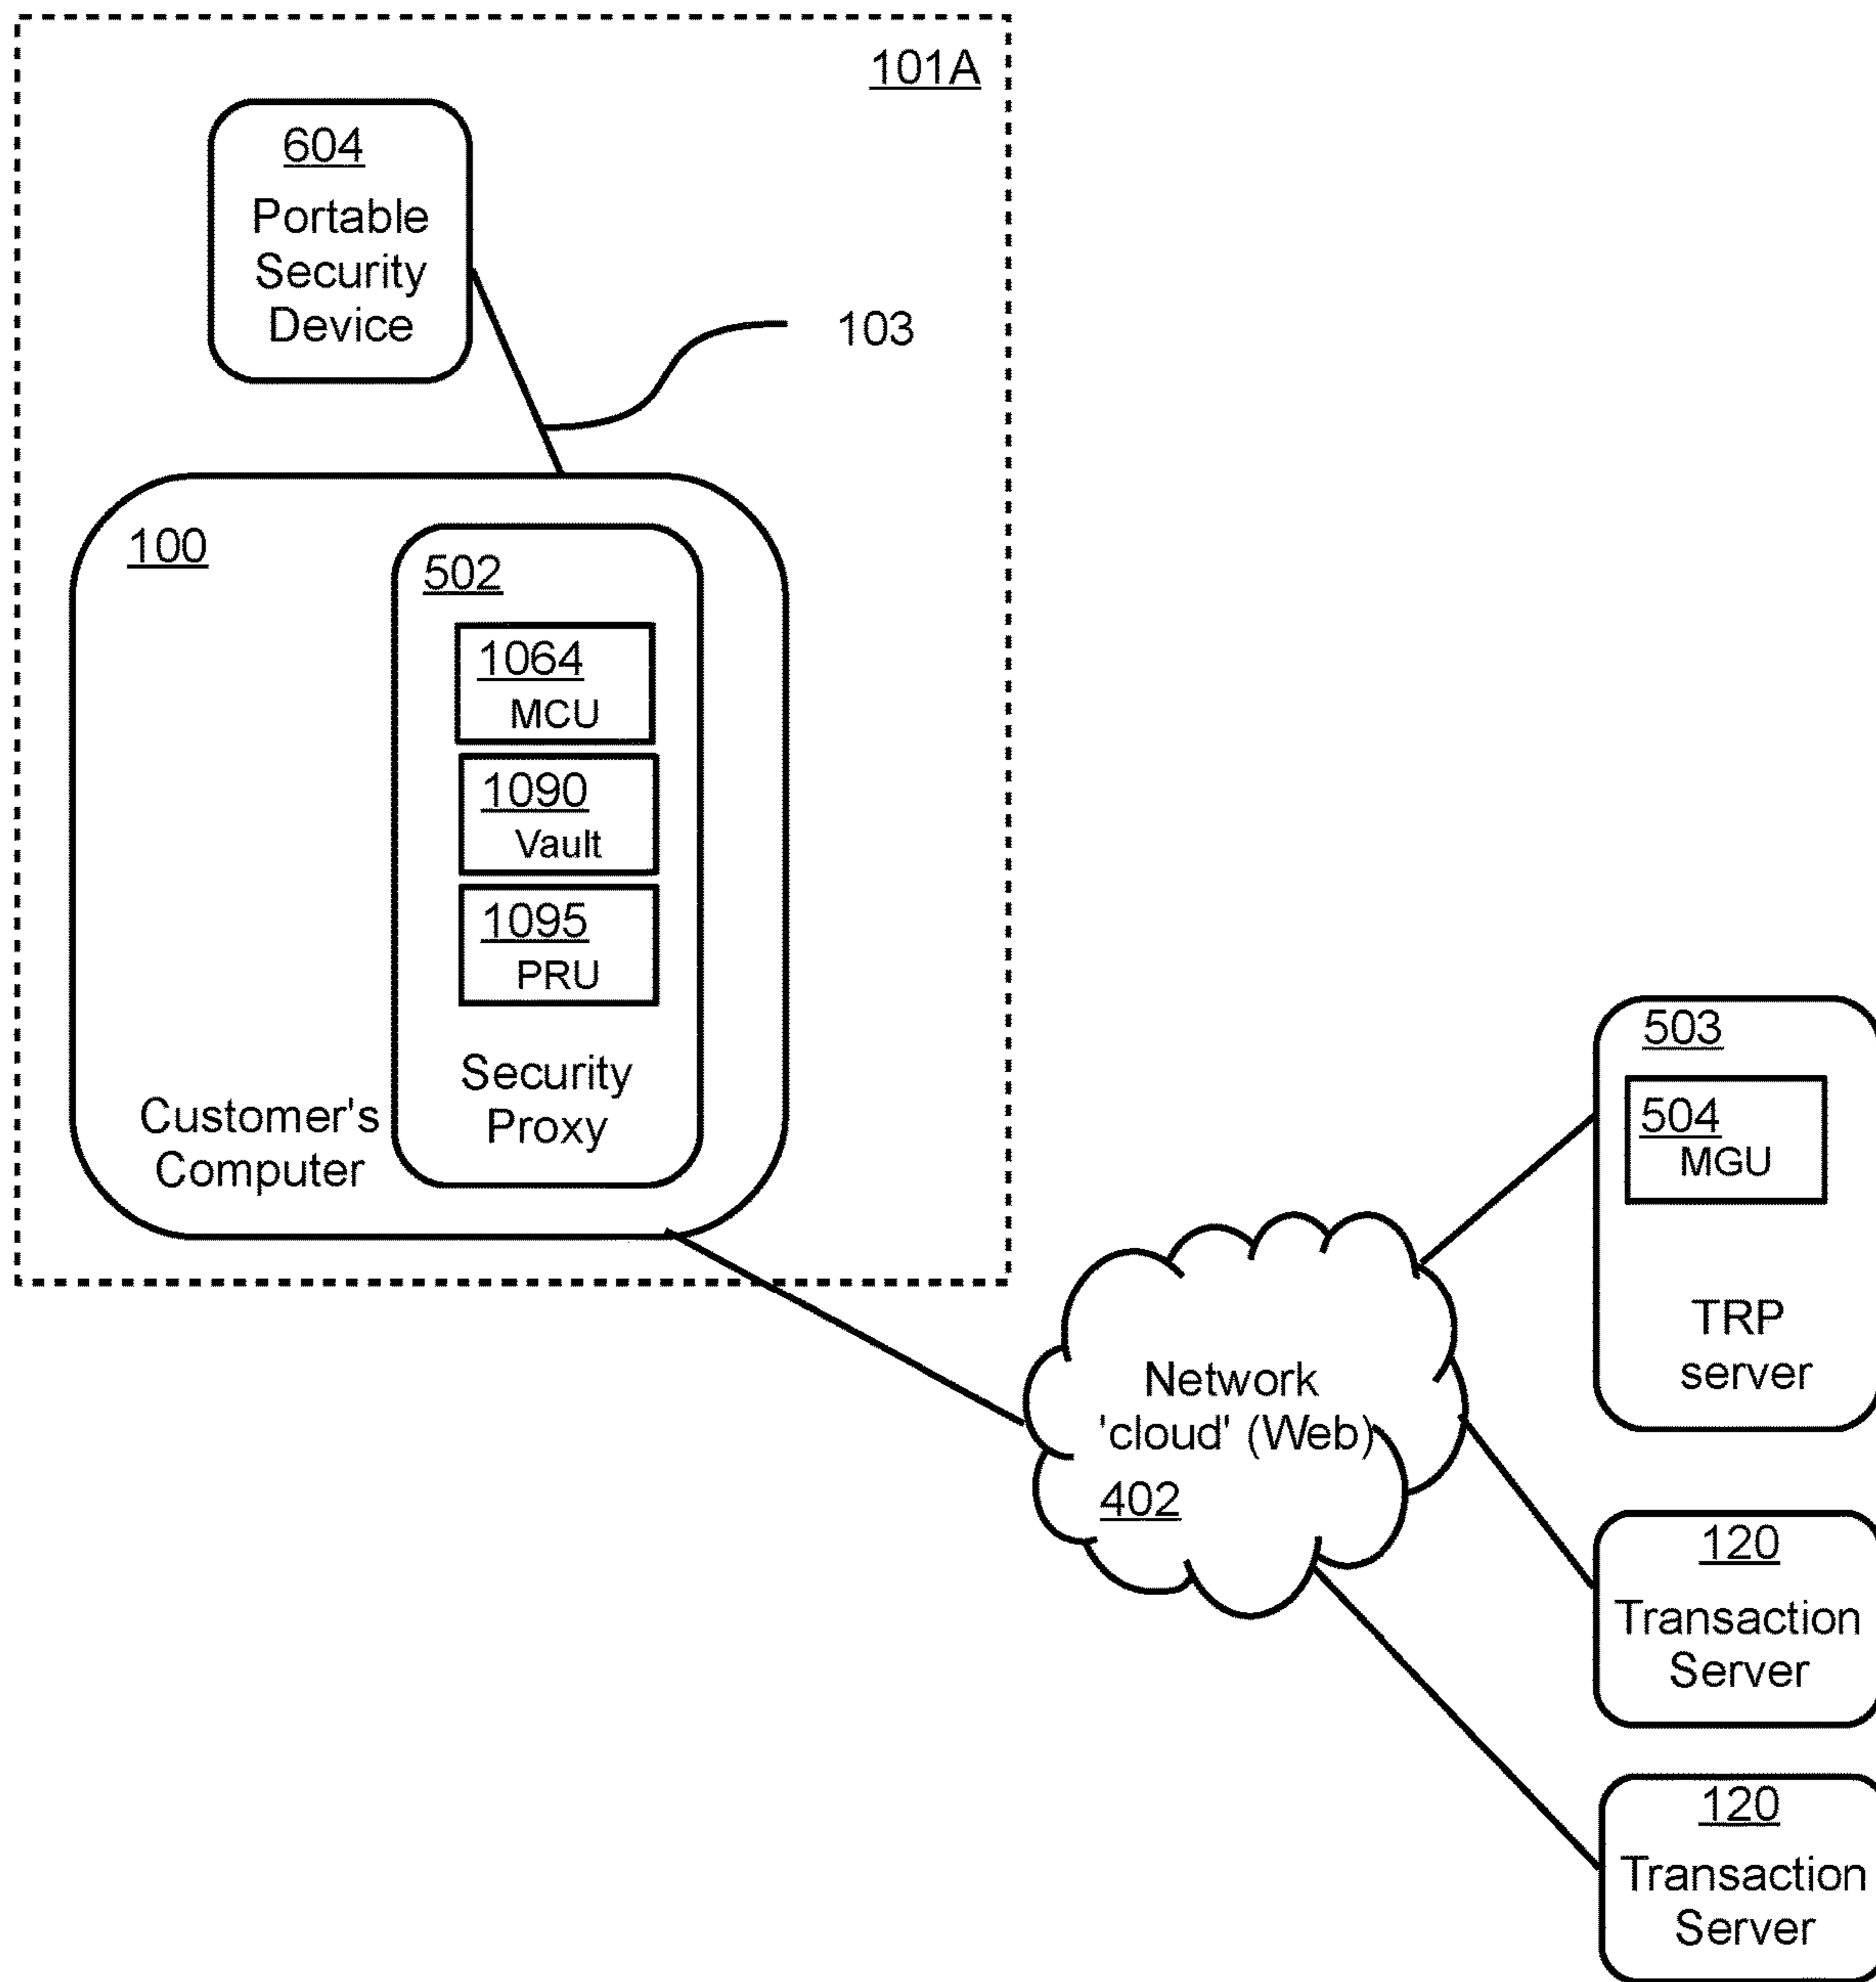 101A
604
Portable
Security
Device
103
100
502
1064
MCU
1090
Vault
1095
PRU
Security
Proxy
Customer's
Computer
503
504
MGU
TRP
server
Network
'cloud' (Web)
402
120
Transaction
Server
120
Transaction
Server